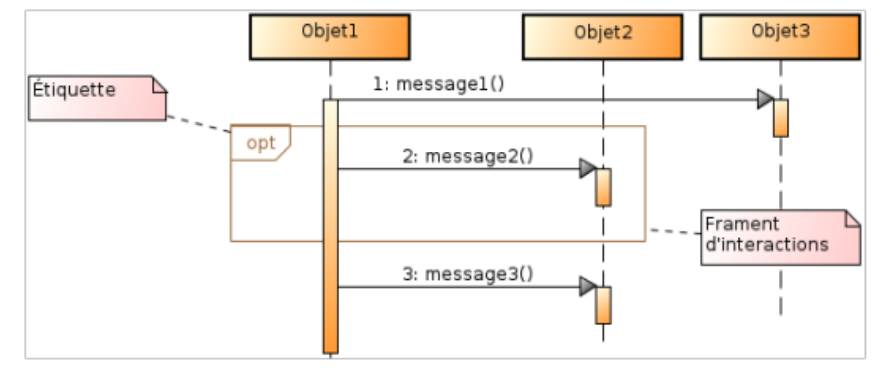 Objet1
Objet2
Objet3
Étiquette
1: message1()
opt
2: message2()
Frament
d'interactions
3: message3()